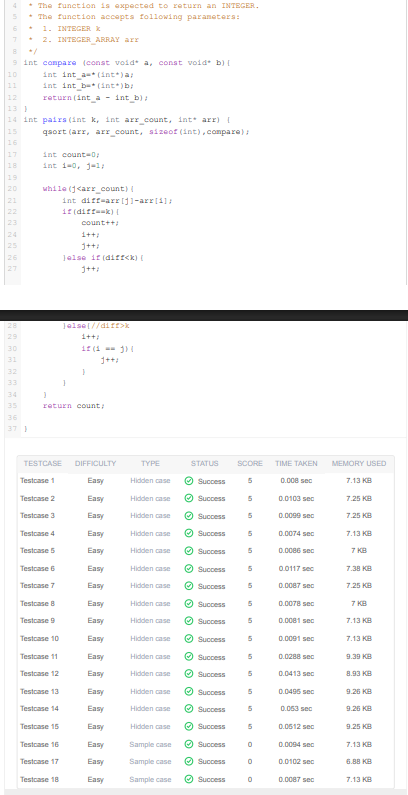 4 * The function is expected to return an INTEGER.
5 * The function accepts following parameters:
6 * 1. INTEGER k
7 * 2. INTEGER_ARRAY arr
8 */
9 int compare (const void* a, const void* b){
10 int int_a=*(int*)a;
11 int int_b=*(int*)b;
12 return(int_a - int_b);
13 }
14 int pairs(int k, int arr_count, int* arr) {
15 qsort(arr, arr_count, sizeof(int),compare);
16
17 int count=0;
18 int i=0, j=1;
19
20 while(j<arr_count){
21 int diff=arr[j]-arr[i];
22 if(diff==k){
23 count++;
24 i++;
25 j++;
26 }else if(diff<k){
27 j++;
28 }else{//diff>k
29 i++;
30 if(i == j){
31 j++;
32 }
33 }
34 }
35 return count;
36
37 }
TESTCASE DIFFICULTY TYPE STATUS SCORE TIME TAKEN MEMORY USED
Testcase 1 Easy Hidden case Success 5 0.008 sec 7.13 KB
Testcase 2 Easy Hidden case Success 5 0.0103 sec 7.25 KB
Testcase 3 Easy Hidden case Success 5 0.0099 sec 7.25 KB
Testcase 4 Easy Hidden case Success 5 0.0074 sec 7.13 KB
Testcase 5 Easy Hidden case Success 5 0.0086 sec 7 KB
Testcase 6 Easy Hidden case Success 5 0.0117 sec 7.38 KB
Testcase 7 Easy Hidden case Success 5 0.0087 sec 7.25 KB
Testcase 8 Easy Hidden case Success 5 0.0078 sec 7 KB
Testcase 9 Easy Hidden case Success 5 0.0081 sec 7.13 KB
Testcase 10 Easy Hidden case Success 5 0.0091 sec 7.13 KB
Testcase 11 Easy Hidden case Success 5 0.0288 sec 9.39 KB
Testcase 12 Easy Hidden case Success 5 0.0413 sec 8.93 KB
Testcase 13 Easy Hidden case Success 5 0.0495 sec 9.26 KB
Testcase 14 Easy Hidden case Success 5 0.053 sec 9.26 KB
Testcase 15 Easy Hidden case Success 5 0.0512 sec 9.25 KB
Testcase 16 Easy Sample case Success 0 0.0094 sec 7.13 KB
Testcase 17 Easy Sample case Success 0 0.0102 sec 6.88 KB
Testcase 18 Easy Sample case Success 0 0.0087 sec 7.13 KB